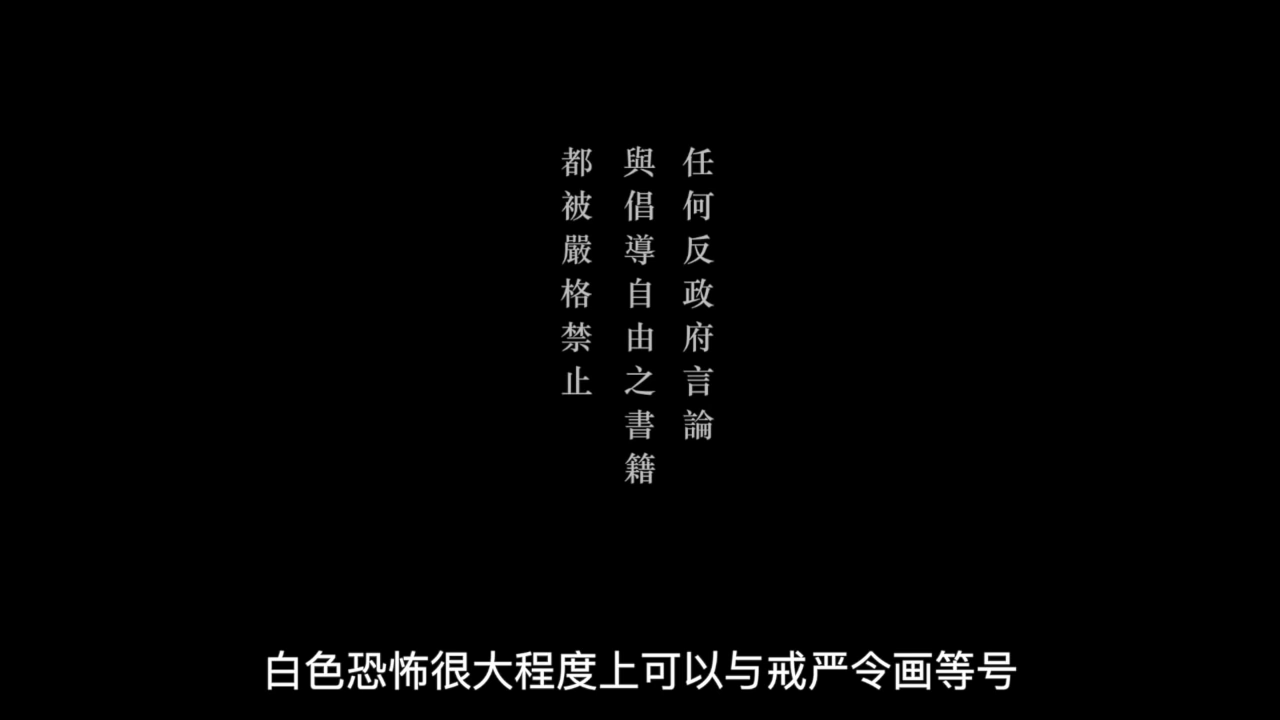 任何反政府言論
與倡導自由之書籍
都被嚴格禁止
白色恐怖很大程度上可以与戒严令画等号